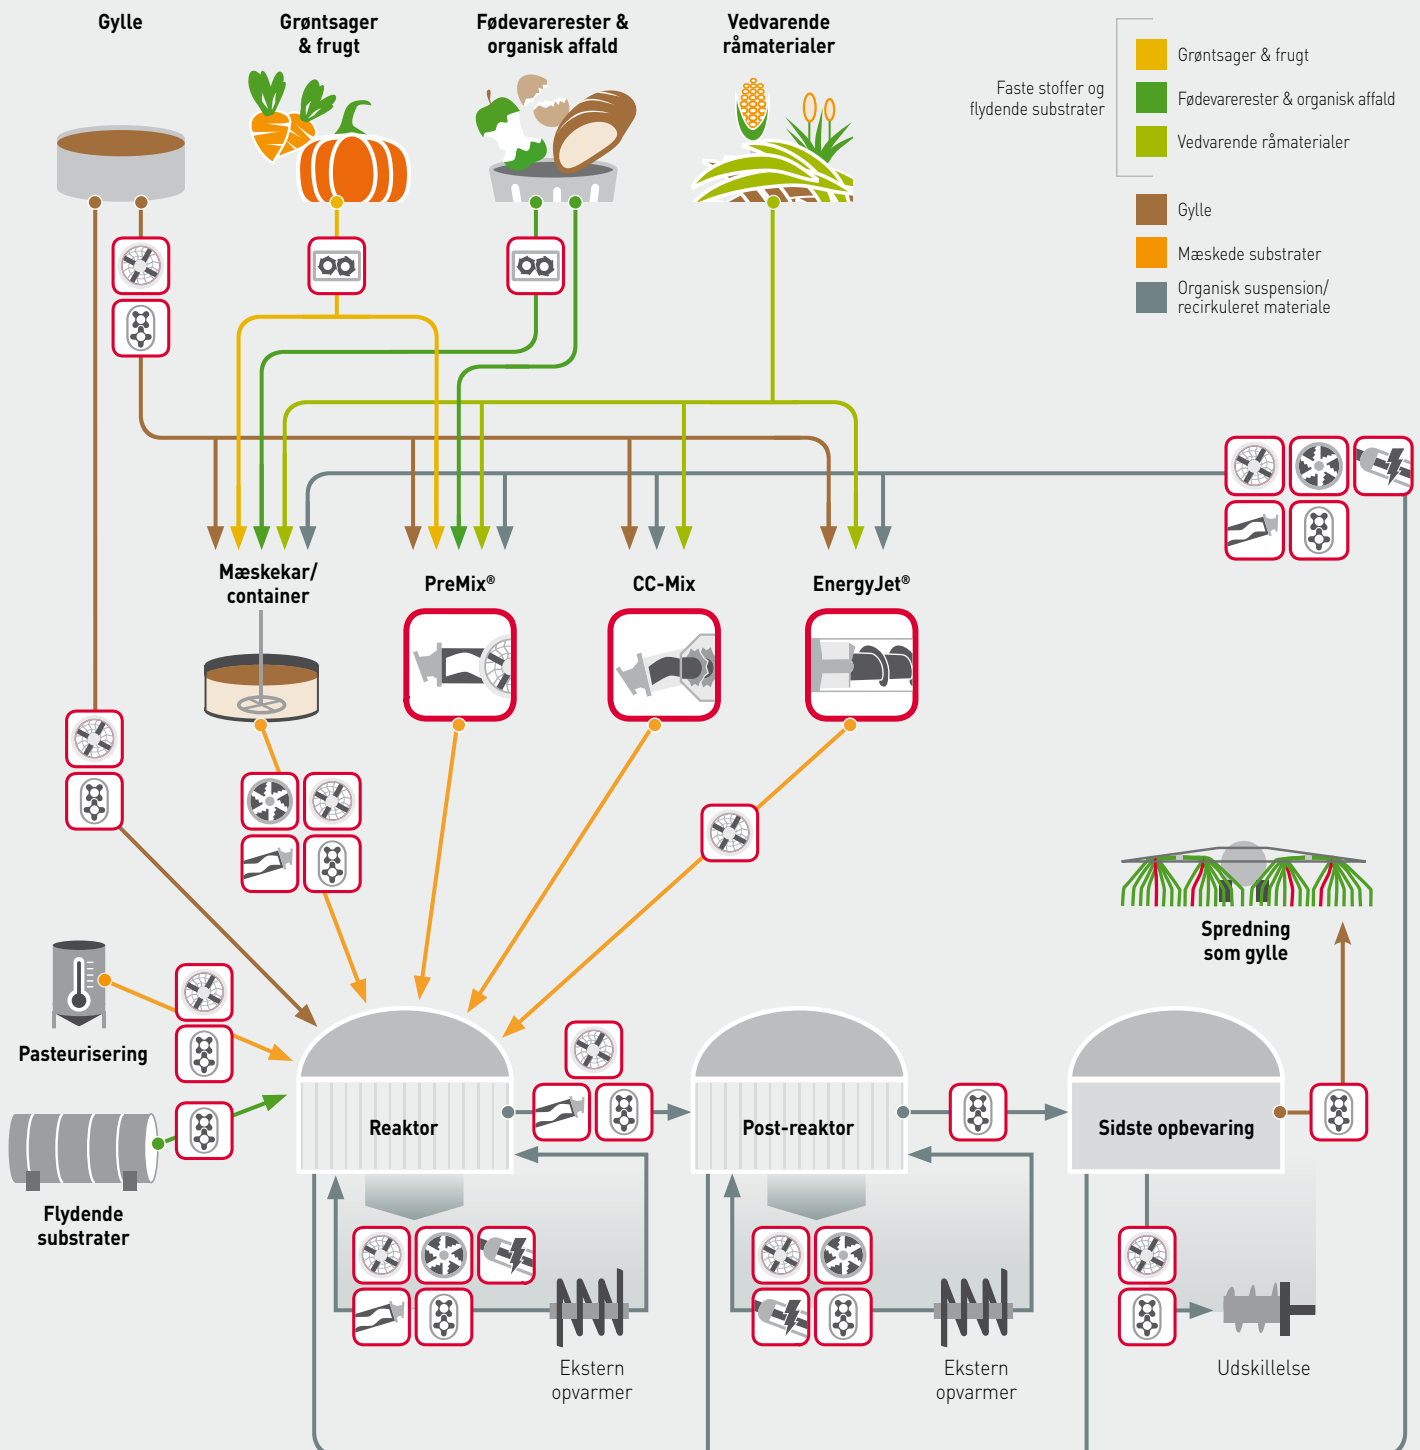 Gylle
Grøntsager
& frugt
Fødevarerester &
organisk affald
Vedvarende
råmaterialer
Faste stoffer og
flydende substrater
Grøntsager & frugt
Fødevarerester & organisk affald
Vedvarende råmaterialer
Gylle
Mæskede substrater
Organisk suspension/
recirkuleret materiale
Mæskekar/
container
PreMix®
CC-Mix
EnergyJet®
Spredning
som gylle
Pasteurisering
Reaktor
Post-reaktor
Sidste opbevaring
Flydende
substrater
Ekstern
opvarmer
Ekstern
opvarmer
Udskillelse